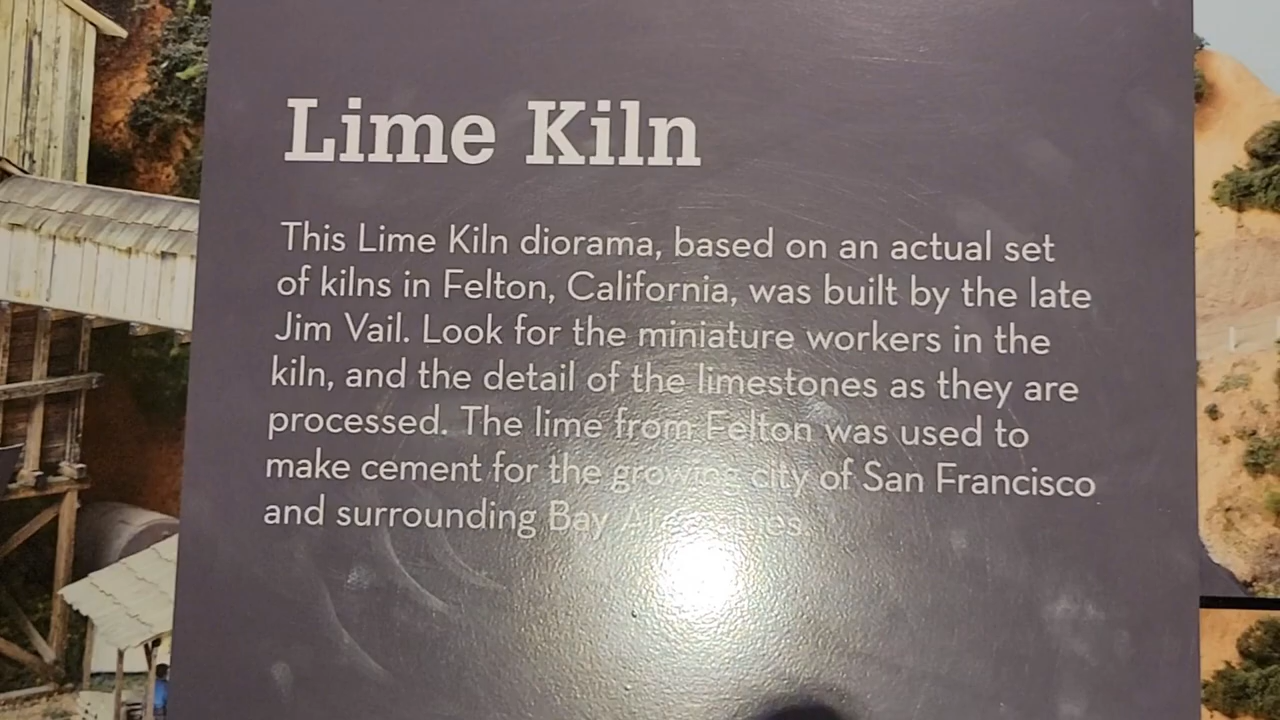 Lime Kiln
This Lime Kiln diorama, based on an actual set
of kilns in Felton, California, was built by the late
Jim Vail. Look for the miniature workers in the
kiln, and the detail of the limestones as they are
processed. The lime from Felton was used to
make cement for the growing city of San Francisco
and surrounding Bay